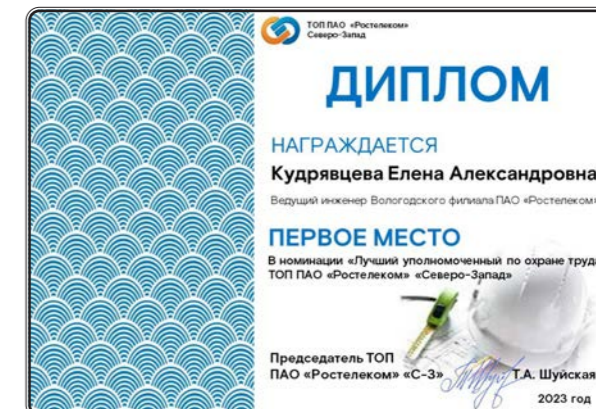 ТОП ПАО «Ростелеком»
Северо-Запад
ДИПЛОМ
НАГРАЖДАЕТСЯ
Кудрявцева Елена Александровна
Ведущий инженер Вологодского филиала ПАО «Ростелеком»
ПЕРВОЕ МЕСТО
В номинации «Лучший уполномоченный по охране труда
ТОП ПАО «Ростелеком» «Северо-Запад»
Председатель ТОП
ПАО «Ростелеком» «С-З» Т.А. Шуйская
2023 год